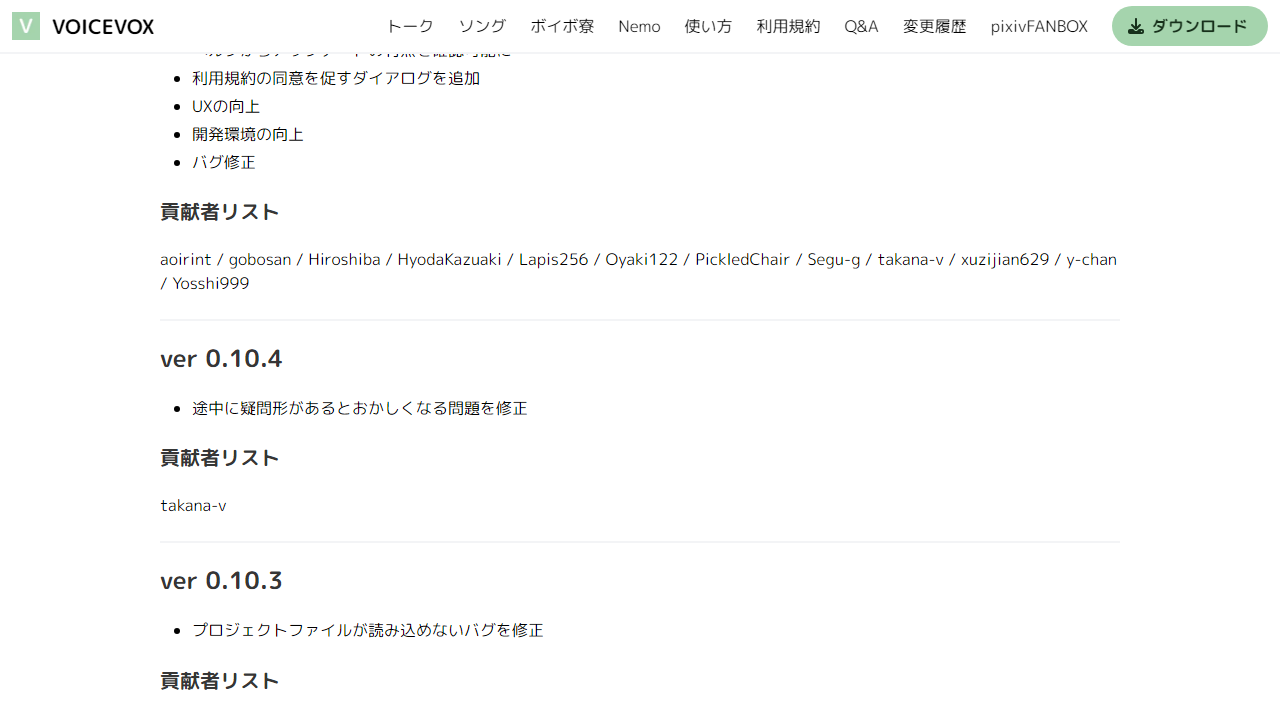 VOICEVOX
トーク ソング ボイボ寮 Nemo 使い方 利用規約 Q&A 変更履歴 pixivFANBOX ダウンロード
利用規約の同意を促すダイアログを追加
UXの向上
開発環境の向上
バグ修正
貢献者リスト
aoirint / gobosan / Hiroshiba / HyodaKazuaki / Lapis256 / Oyaki122 / PickledChair / Segu-g / takana-v / xuzijian629 / y-chan
/ Yosshi999
ver 0.10.4
途中に疑問形があるとおかしくなる問題を修正
貢献者リスト
takana-v
ver 0.10.3
プロジェクトファイルが読み込めないバグを修正
貢献者リスト